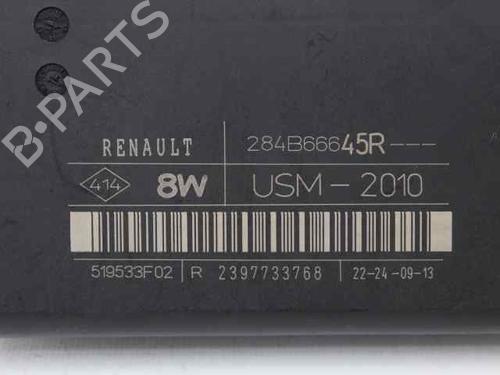 RENAULT 284B66645R---
414 8W USM-2010
519533F02 R 2397733768 22-24-09-13
B-PARTS